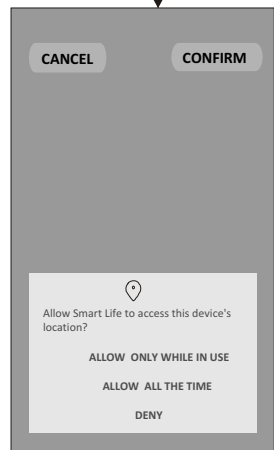 CANCEL CONFIRM
Allow Smart Life to access this device's
location?
ALLOW ONLY WHILE IN USE
ALLOW ALL THE TIME
DENY